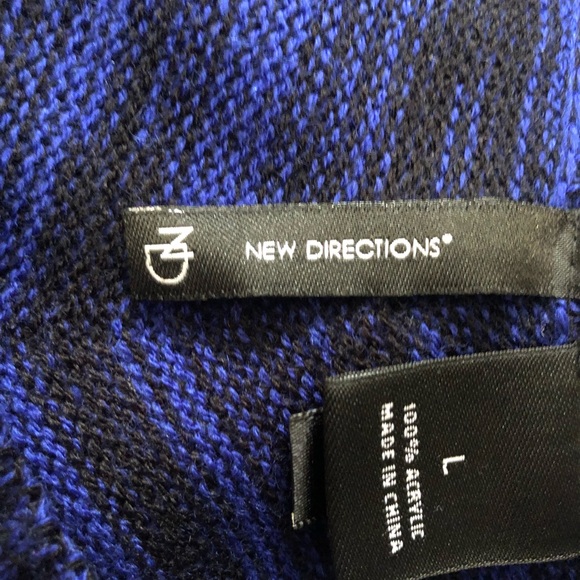 ND
NEW DIRECTIONS®
L
100% ACRYLIC
MADE IN CHINA